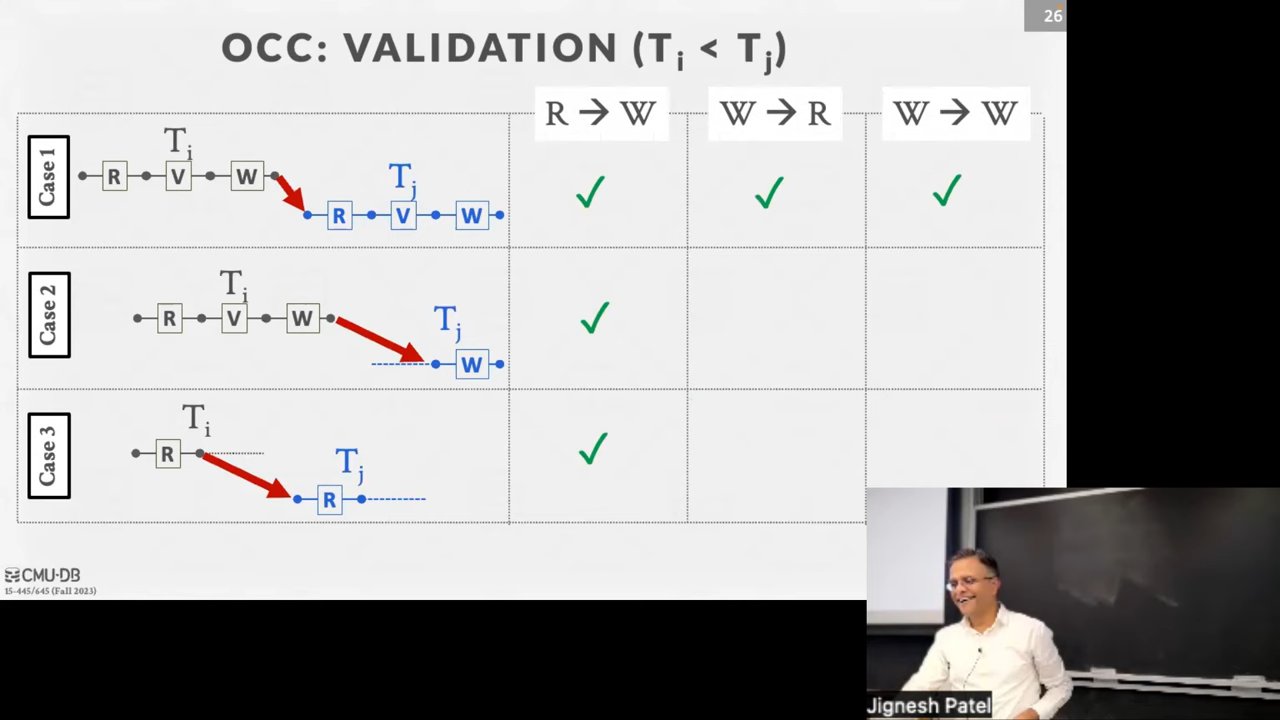 26
OCC: VALIDATION (Ti < Tj)
R → W
W → R
W → W
Case 1
Ti
R V W
Tj
R V W
✓ ✓ ✓
Case 2
Ti
R V W
Tj
W
✓
Case 3
Ti
R
Tj
R
✓
CMU-DB
15-445/645 (Fall 2023)
Jignesh Patel